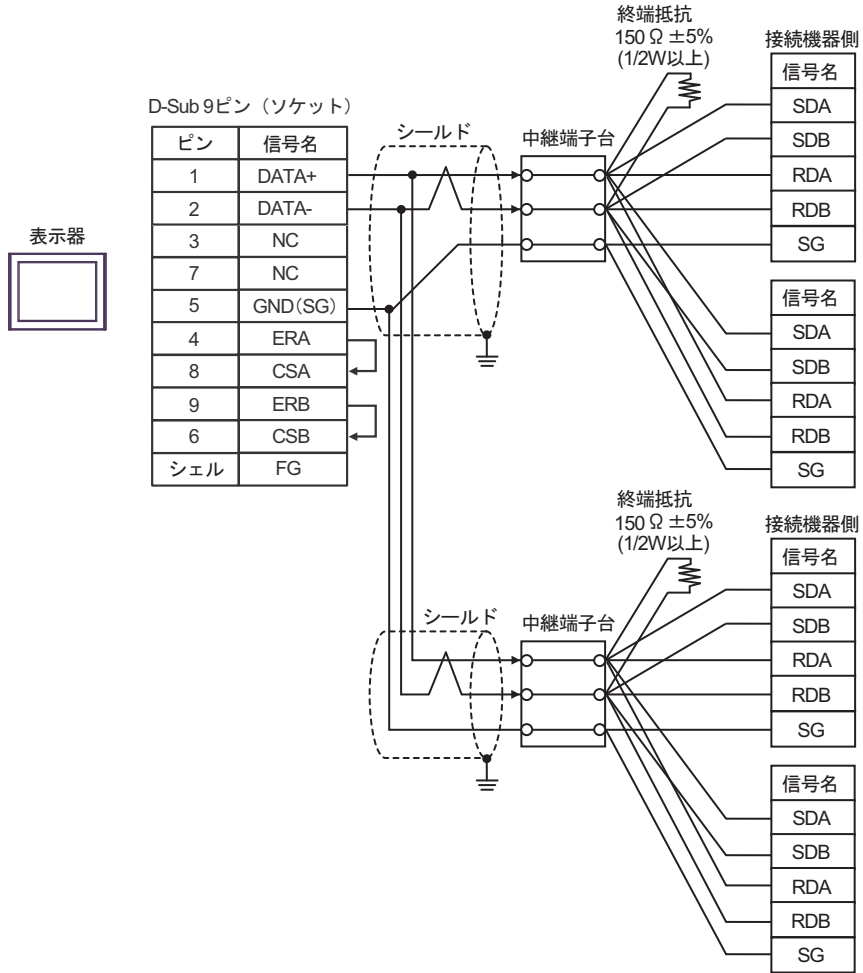 表示器
D-Sub 9ピン（ソケット）
ピン 信号名
1 DATA+
2 DATA-
3 NC
7 NC
5 GND(SG)
4 ERA
8 CSA
9 ERB
6 CSB
シェル FG
シールド
中継端子台
終端抵抗
150 Ω ±5%
(1/2W以上)
接続機器側
信号名
SDA
SDB
RDA
RDB
SG
信号名
SDA
SDB
RDA
RDB
SG
シールド
中継端子台
終端抵抗
150 Ω ±5%
(1/2W以上)
接続機器側
信号名
SDA
SDB
RDA
RDB
SG
信号名
SDA
SDB
RDA
RDB
SG